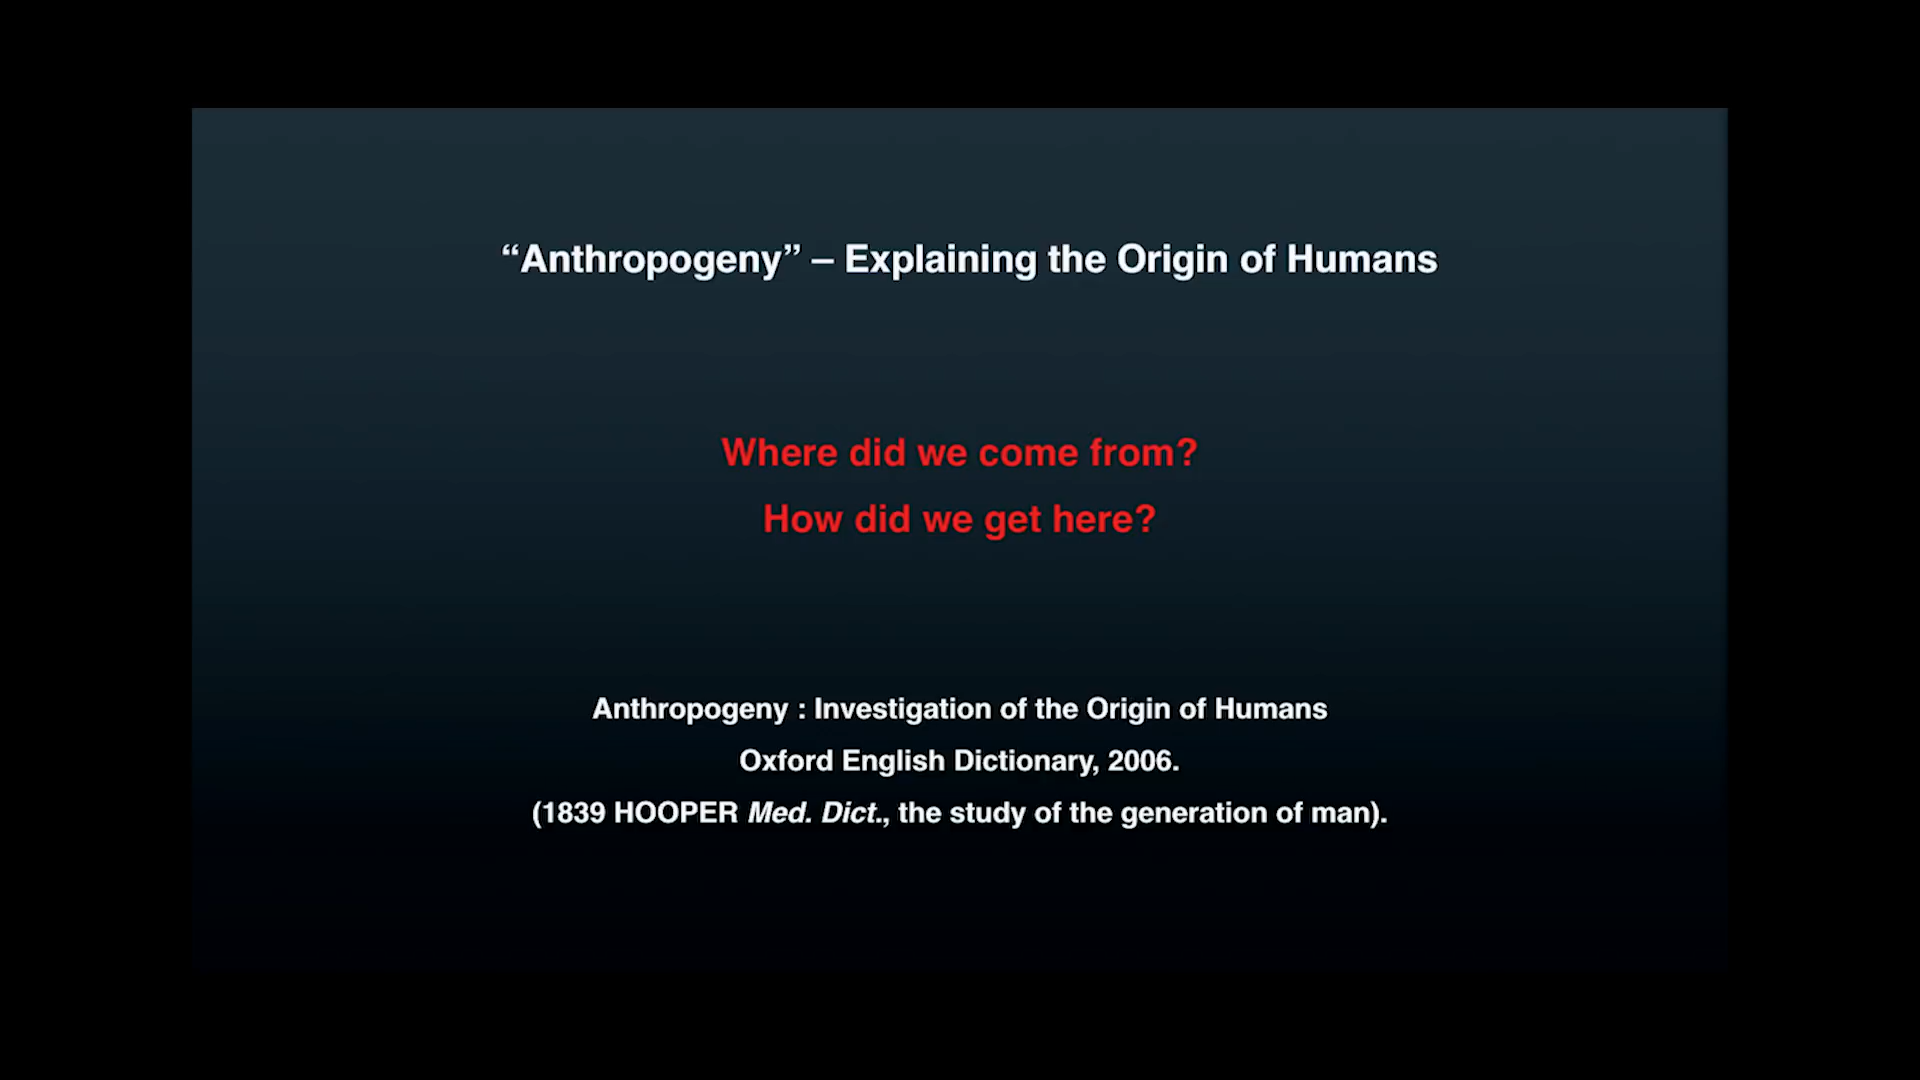 “Anthropogeny” – Explaining the Origin of Humans
Where did we come from?
How did we get here?
Anthropogeny : Investigation of the Origin of Humans
Oxford English Dictionary, 2006.
(1839 HOOPER Med. Dict., the study of the generation of man).